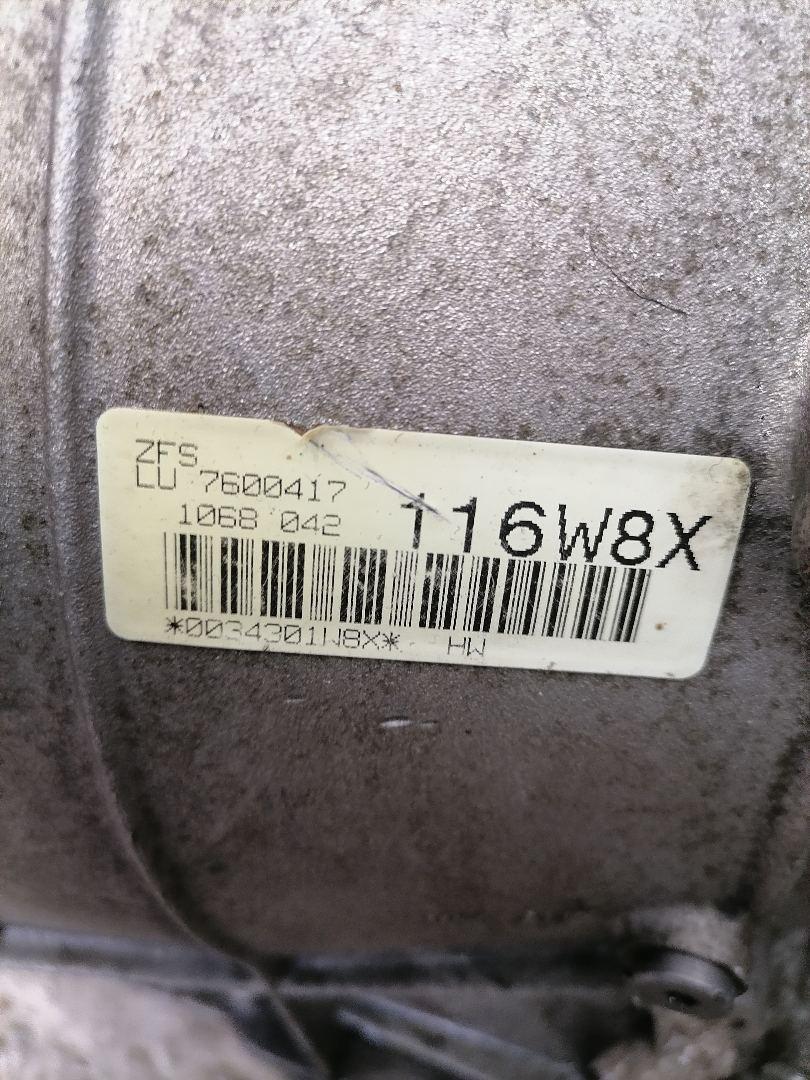 ZFS
LU 7600417
1068 042
116W8X
*0034301W8X* HW